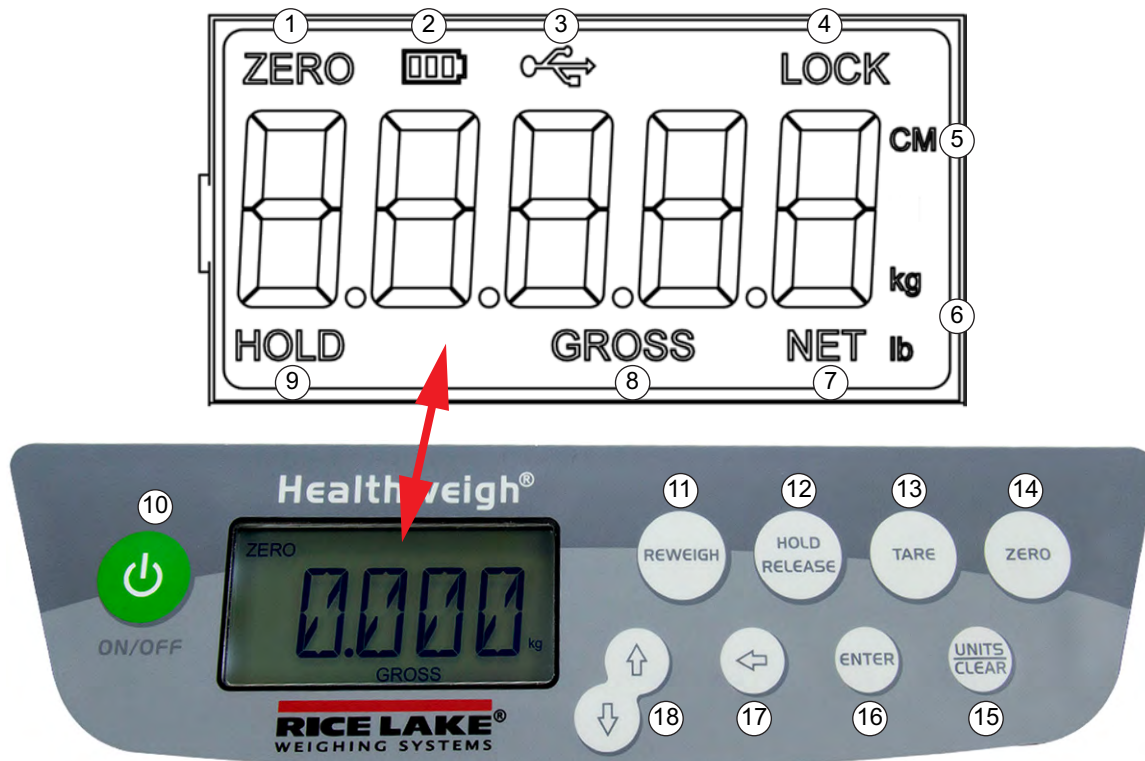 1 2 3 4
ZERO LOCK
CM 5
kg
6
HOLD GROSS NET lb
9 8 7
Healthweigh®
10 11 12 13 14
ZERO
0.000 kg
GROSS
REWEIGH
HOLD
RELEASE
TARE
ZERO
ON/OFF
ENTER
UNITS
CLEAR
18 17 16 15
RICE LAKE®
WEIGHING SYSTEMS